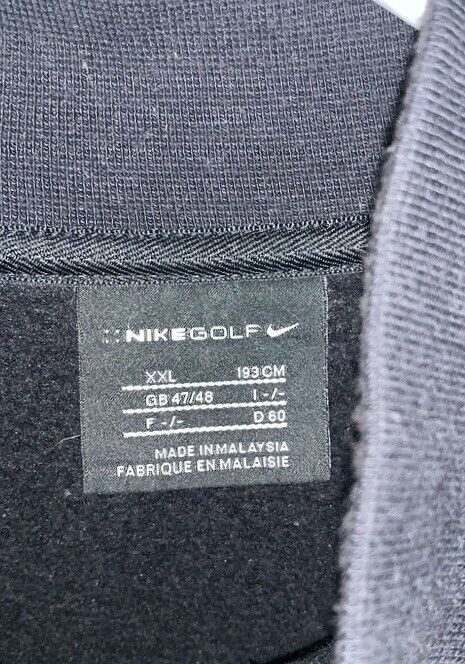 NIKEGOLF
XXL 193 CM
GB 47/48 I -/-
F -/- D 60
MADE IN MALAYSIA
FABRIQUE EN MALAISIE